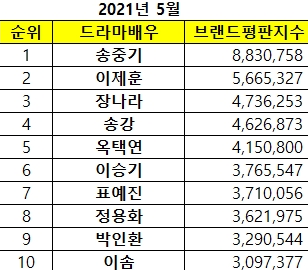 2021년 5월
순위 드라마배우 브랜드평판지수
1 송중기 8,830,758
2 이제훈 5,665,327
3 장나라 4,736,253
4 송강 4,626,873
5 옥택연 4,150,800
6 이승기 3,765,547
7 표예진 3,710,056
8 정용화 3,621,975
9 박인환 3,290,544
10 이솜 3,097,377